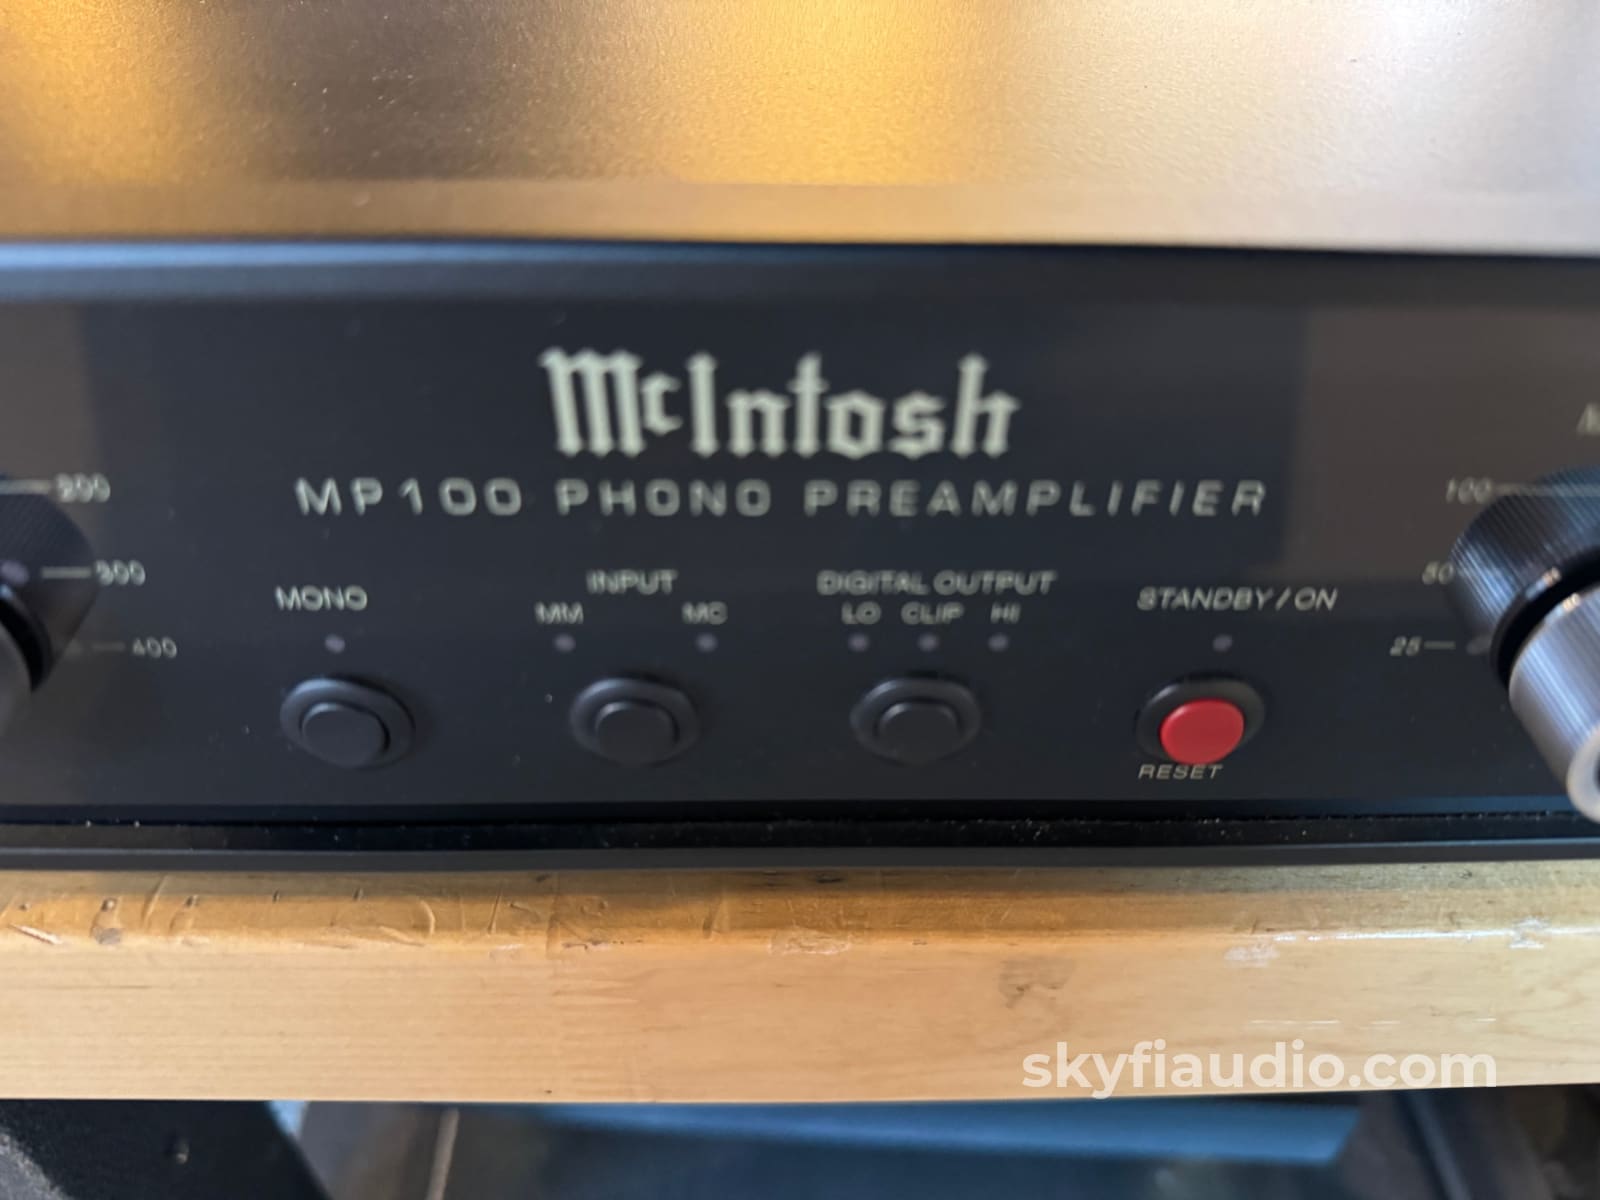 McIntosh
MP100 PHONO PREAMPLIFIER
200
300
400
MONO
INPUT
MM MC
DIGITAL OUTPUT
LO CLIP HI
STANDBY/ON
RESET
100
50
25
skyfiaudio.com